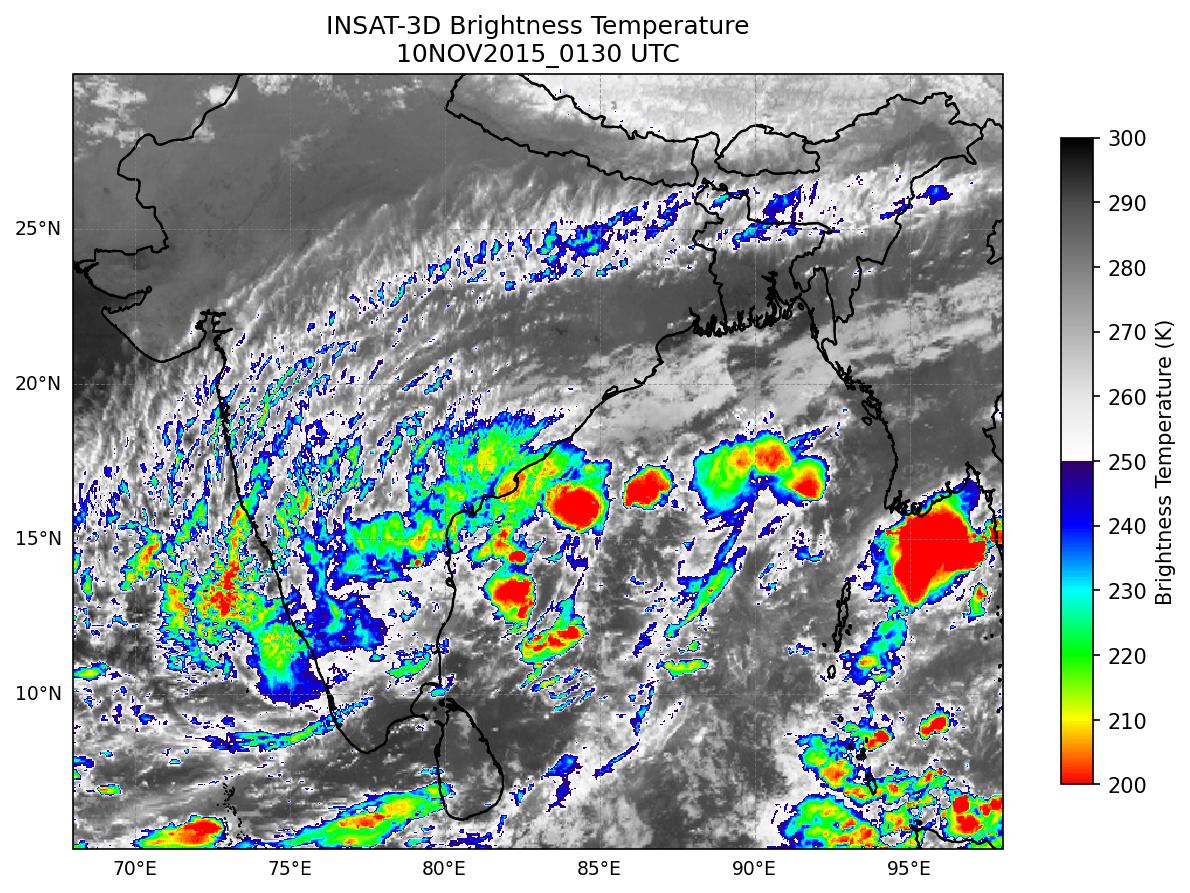 INSAT-3D Brightness Temperature
10NOV2015_0130 UTC
25°N
20°N
15°N
10°N
70°E
75°E
80°E
85°E
90°E
95°E
300
290
280
270
260
250
240
230
220
210
200
Brightness Temperature (K)